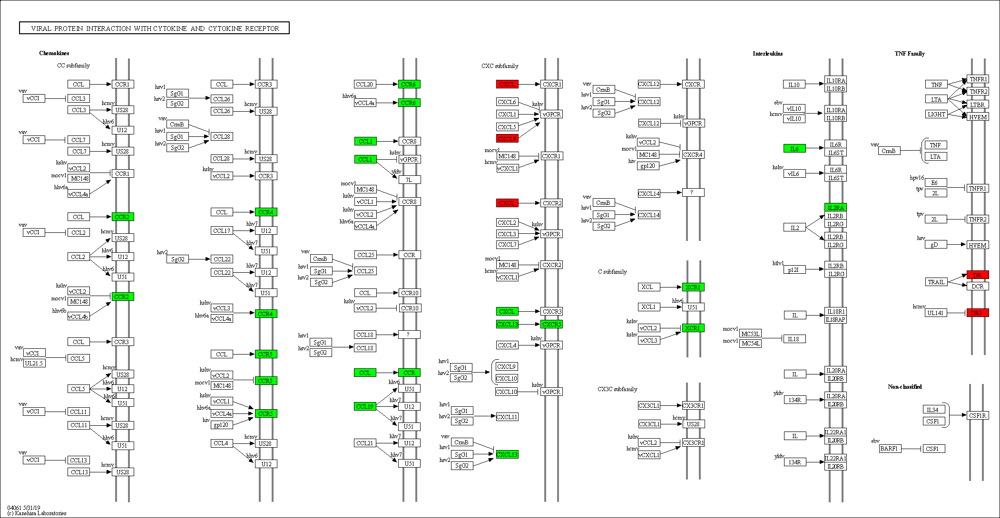 VIRAL PROTEIN INTERACTION WITH CYTOKINE AND CYTOKINE RECEPTOR
Chemokines
CC subfamily
CCL
CCR1
vav
vCCI
CCL3
hcmv
CCL3
US28
hhv6
U12
vav
vCCI
CCL7
hcmv
CCL7
US28
kshv
vCCL2
mocv1
MC148
CCR1
hhv6a
vCCL4a
CCL
CCR2
vav
vCCI
CCL2
hcmv
US28
hhv6
CCL2
U12
hhv6
U51
kshv
vCCL2
mocv1
MC148
CCR2
hhv6b
vCCL4b
CCL
CCR3
vav
vCCI
hcmv
UL21.5
CCL5
hcmv
US28
hhv6
CCL5
U12
hhv6
U51
vav
vCCI
CCL11
hcmv
CCL11
US28
hhv6
U51
vav
vCCI
CCL13
hcmv
CCL13
US28
CCL
CCR3
hsv1
SgG1
hsv2
SgG2
CCL26
hcmv
CCL26
US28
vav
CrmB
hsv1
SgG1
hsv2
SgG2
CCL28
hcmv
CCL28
US28
kshv
vCCL2
CCR3
CCL
CCR4
hhv7
CCL17
U12
hhv7
U51
hsv2
SgG2
CCL22
hhv7
CCL22
U12
hhv7
U51
kshv
vCCL3
hhv6a
vCCL4a
CCR4
CCL
CCR5
kshv
vCCL2
mocv1
MC148
CCR5
kshv
vCCL1
hhv6a
vCCL4a
hiv
gp120
CCR5
hcmv
CCL4
US28
hhv6
U12
CCL20
CCR6
hhv6a
vCCL4a
CCR6
CCL1
CCR8
kshv
CCL1
vGPCR
yldv
7L
mocv1
MC148
kshv
vCCL1
CCR8
kshv
vCCL2
hhv6a
vCCL4a
CCL25
CCR
vav
CrmB
hsv1
SgG1
hsv2
SgG2
CCL25
CCL
CCR10
kshv
vCCL2
CCR10
CCL18
?
hsv1
SgG1
hsv2
SgG2
CCL18
CCL
CCR
hhv6
U51
hhv7
CCL19
U12
hhv7
U51
hhv7
CCL21
U12
hhv7
U51
CXC subfamily
CXCL
CXCR1
CXCL6
kshv
CXCL1
vGPCR
CXCL5
CXCL8
mocv1
MC148
CXCR1
hcmv
vCXCL1
CXCL
CXCR2
CXCL2
kshv
CXCL3
vGPCR
CXCL7
mocv1
MC148
CXCR2
hcmv
vCXCL1
CXCL
CXCR3
CXCL13
CXCR5
kshv
CXCL4
vGPCR
hsv1
SgG1
hsv2
SgG2
CXCL9
CXCL10
kshv
CXCL10
vGPCR
hsv1
SgG1
hsv2
SgG2
CXCL11
vav
CrmB
hsv1
SgG1
hsv2
SgG2
CXCL13
CXCL12
CXCR
vav
CrmB
hsv1
SgG1
hsv2
SgG2
CXCL12
kshv
CXCL12
vGPCR
kshv
vCCL2
mocv1
MC148
hiv
gp120
CXCR4
CXCL14
?
vav
CrmB
hsv1
SgG1
hsv2
SgG2
CXCL14
C subfamily
XCL
XCR1
hhv6
XCL1
U51
kshv
vCCL2
XCR1
kshv
vCCL3
CX3C subfamily
CX3CL1
CX3CR1
hcmv
CX3CL1
US28
kshv
vCCL2
CX3CR1
hcmv
vCXCL1
Interleukins
IL10
IL10RA
IL10RB
ebv
vIL10
hcmv
vIL10
IL10RA
IL10RB
IL6
IL6R
IL6ST
kshv
vIL6
IL6R
IL6ST
IL2RA
IL2RB
IL2RG
IL2
IL2RB
IL2RG
htlv1
p12I
IL2RB
IL2RG
IL
IL18R1
IL18RAP
mocv1
MC53L
mocv1
MC54L
IL18
IL
IL20RA
IL20RB
yldv
134R
IL20RA
IL20RB
IL
IL22RA1
IL20RB
yldv
134R
IL22RA1
IL20RB
TNF Family
TNF
LTA
LIGHT
TNFR1
TNFR2
LTBR
HVEM
vav
CrmB
TNF
LTA
hpv16
E6
tpv
2L
TNFR1
tpv
2L
TNFR2
hsv
gD
HVEM
TRAIL
DR
DCR
hcmv
UL141
DR5
Non-classified
IL34
CSF1
CSF1R
ebv
BARF1
CSF1
04061 5/31/19
(c) Kanehisa Laboratories